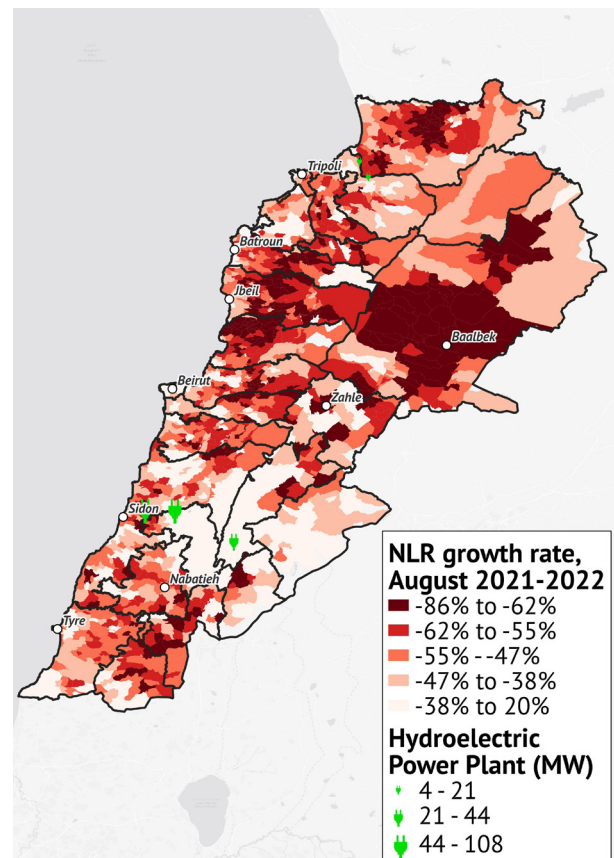 Tripoli
Batroun
Jbeil
Baalbek
Beirut
Zahle
Sidon
Nabatieh
Tyre
NLR growth rate,
August 2021-2022
-86% to -62%
-62% to -55%
-55% --47%
-47% to -38%
-38% to 20%
Hydroelectric
Power Plant (MW)
4 - 21
21 - 44
44 - 108